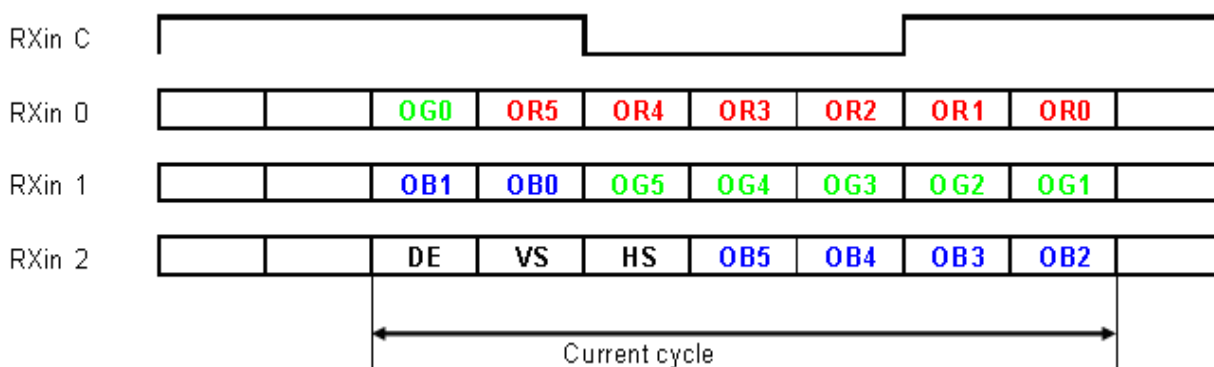 RXin C
RXin 0 OG0 OR5 OR4 OR3 OR2 OR1 OR0
RXin 1 OB1 OB0 OG5 OG4 OG3 OG2 OG1
RXin 2 DE VS HS OB5 OB4 OB3 OB2
Current cycle